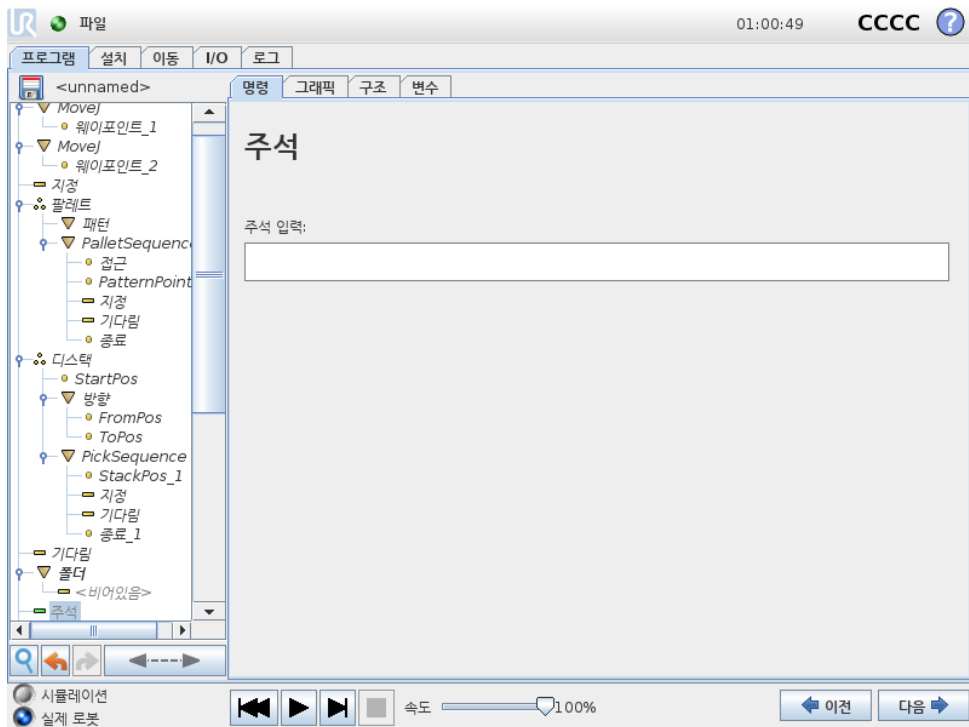 UR 파일 01:00:49 CCCC ?
프로그램 설치 이동 I/O 로그
<unnamed>
명령 그래픽 구조 변수
MoveJ
웨이포인트_1
MoveJ
웨이포인트_2
지정
팔레트
패턴
PalletSequenc
접근
PatternPoint
지정
기다림
종료
디스택
StartPos
방향
FromPos
ToPos
PickSequence
StackPos_1
지정
기다림
종료_1
기다림
폴더
<비어있음>
주석
주석
주석 입력:
시뮬레이션
실제 로봇
속도 100%
이전 다음